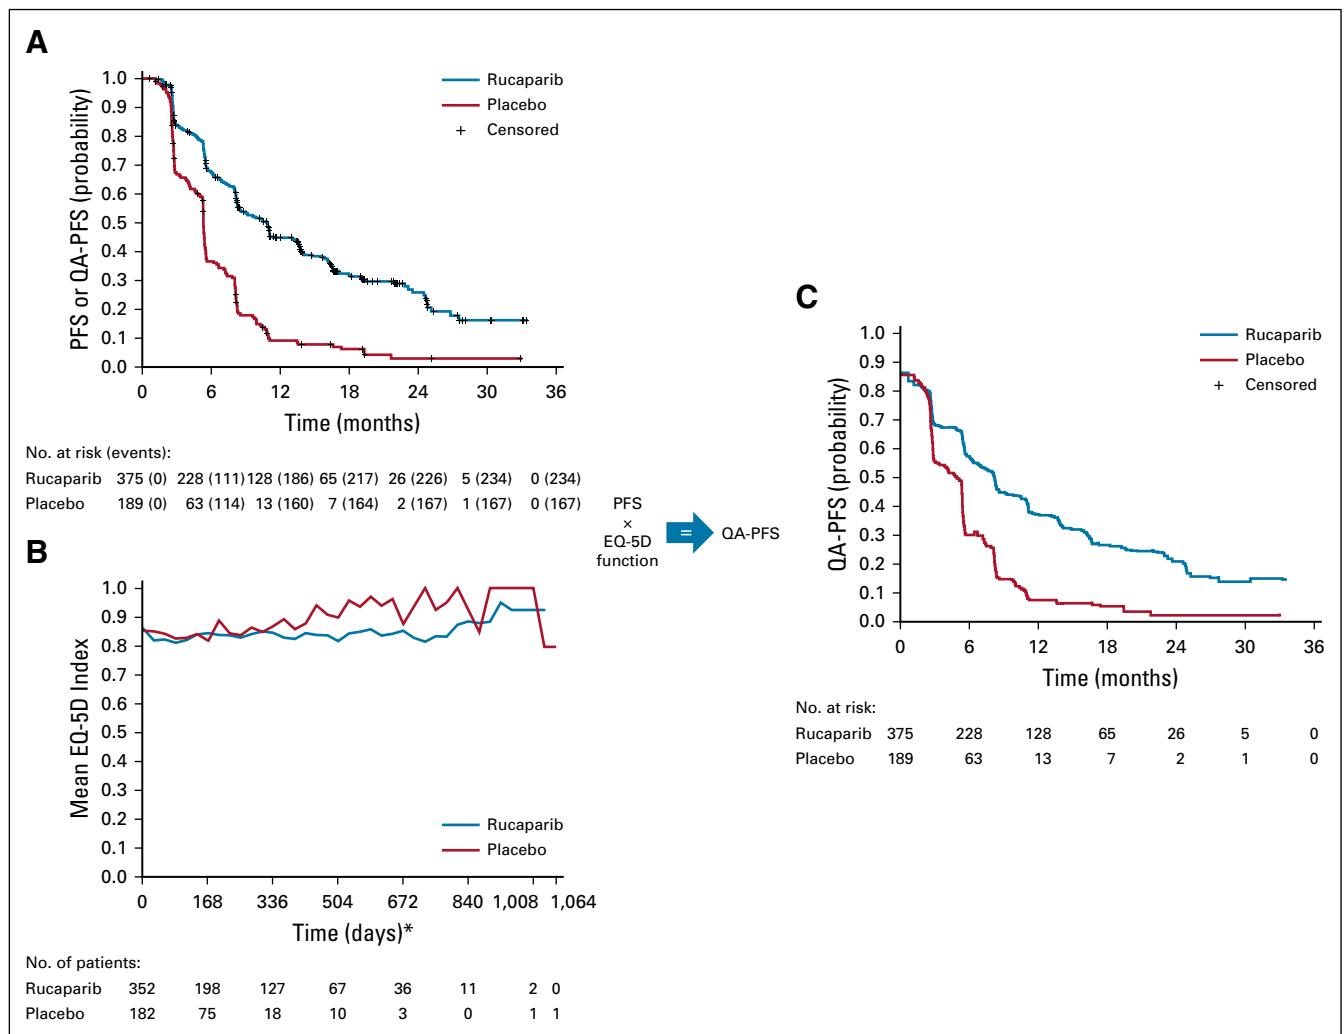 A
PFS or QA-PFS (probability)
1.0
0.9
0.8
0.7
0.6
0.5
0.4
0.3
0.2
0.1
0.0
Rucaparib
Placebo
+ Censored
0 6 12 18 24 30 36
Time (months)
No. at risk (events):
Rucaparib 375 (0) 228 (111) 128 (186) 65 (217) 26 (226) 5 (234) 0 (234)
Placebo 189 (0) 63 (114) 13 (160) 7 (164) 2 (167) 1 (167) 0 (167)
B
Mean EQ-5D Index
1.0
0.9
0.8
0.7
0.6
0.5
0.4
0.3
0.2
0.1
0.0
Rucaparib
Placebo
0 168 336 504 672 840 1,008 1,064
Time (days)*
No. of patients:
Rucaparib 352 198 127 67 36 11 2 0
Placebo 182 75 18 10 3 0 1 1
PFS
×
EQ-5D
function
=
QA-PFS
C
QA-PFS (probability)
1.0
0.9
0.8
0.7
0.6
0.5
0.4
0.3
0.2
0.1
0.0
Rucaparib
Placebo
+ Censored
0 6 12 18 24 30 36
Time (months)
No. at risk:
Rucaparib 375 228 128 65 26 5 0
Placebo 189 63 13 7 2 1 0